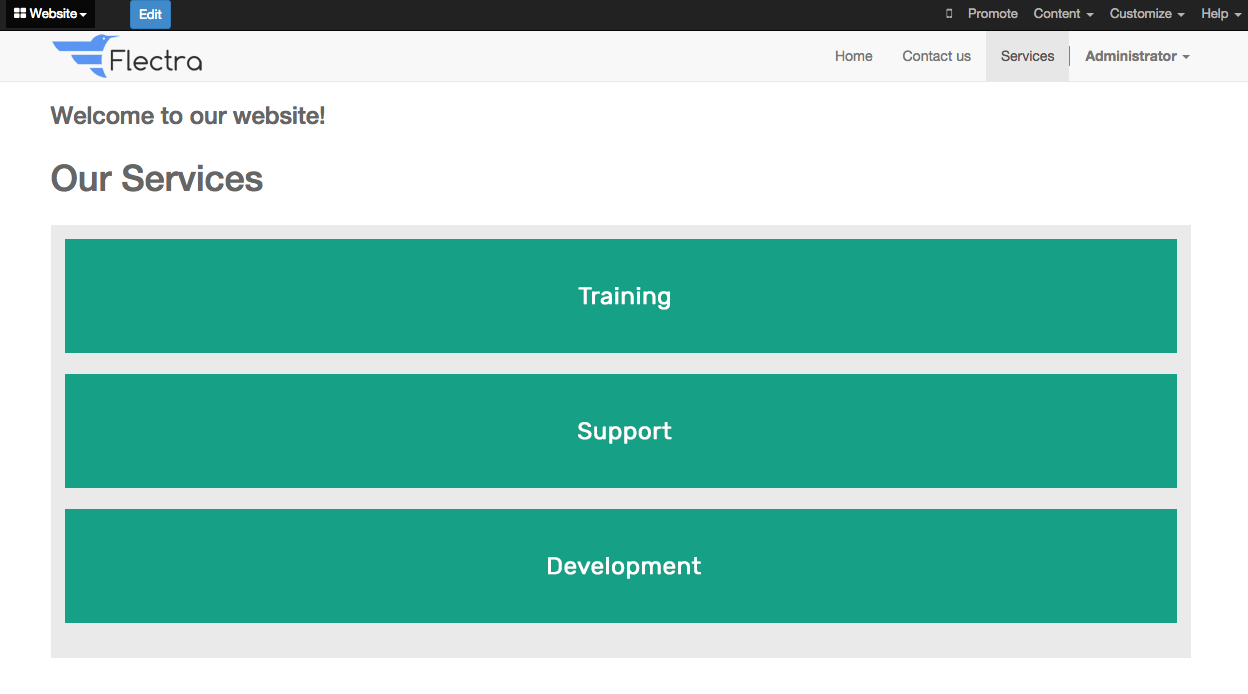 Website Edit Promote Content Customize Help
Flectra Home Contact us Services Administrator
Welcome to our website!
Our Services
Training
Support
Development